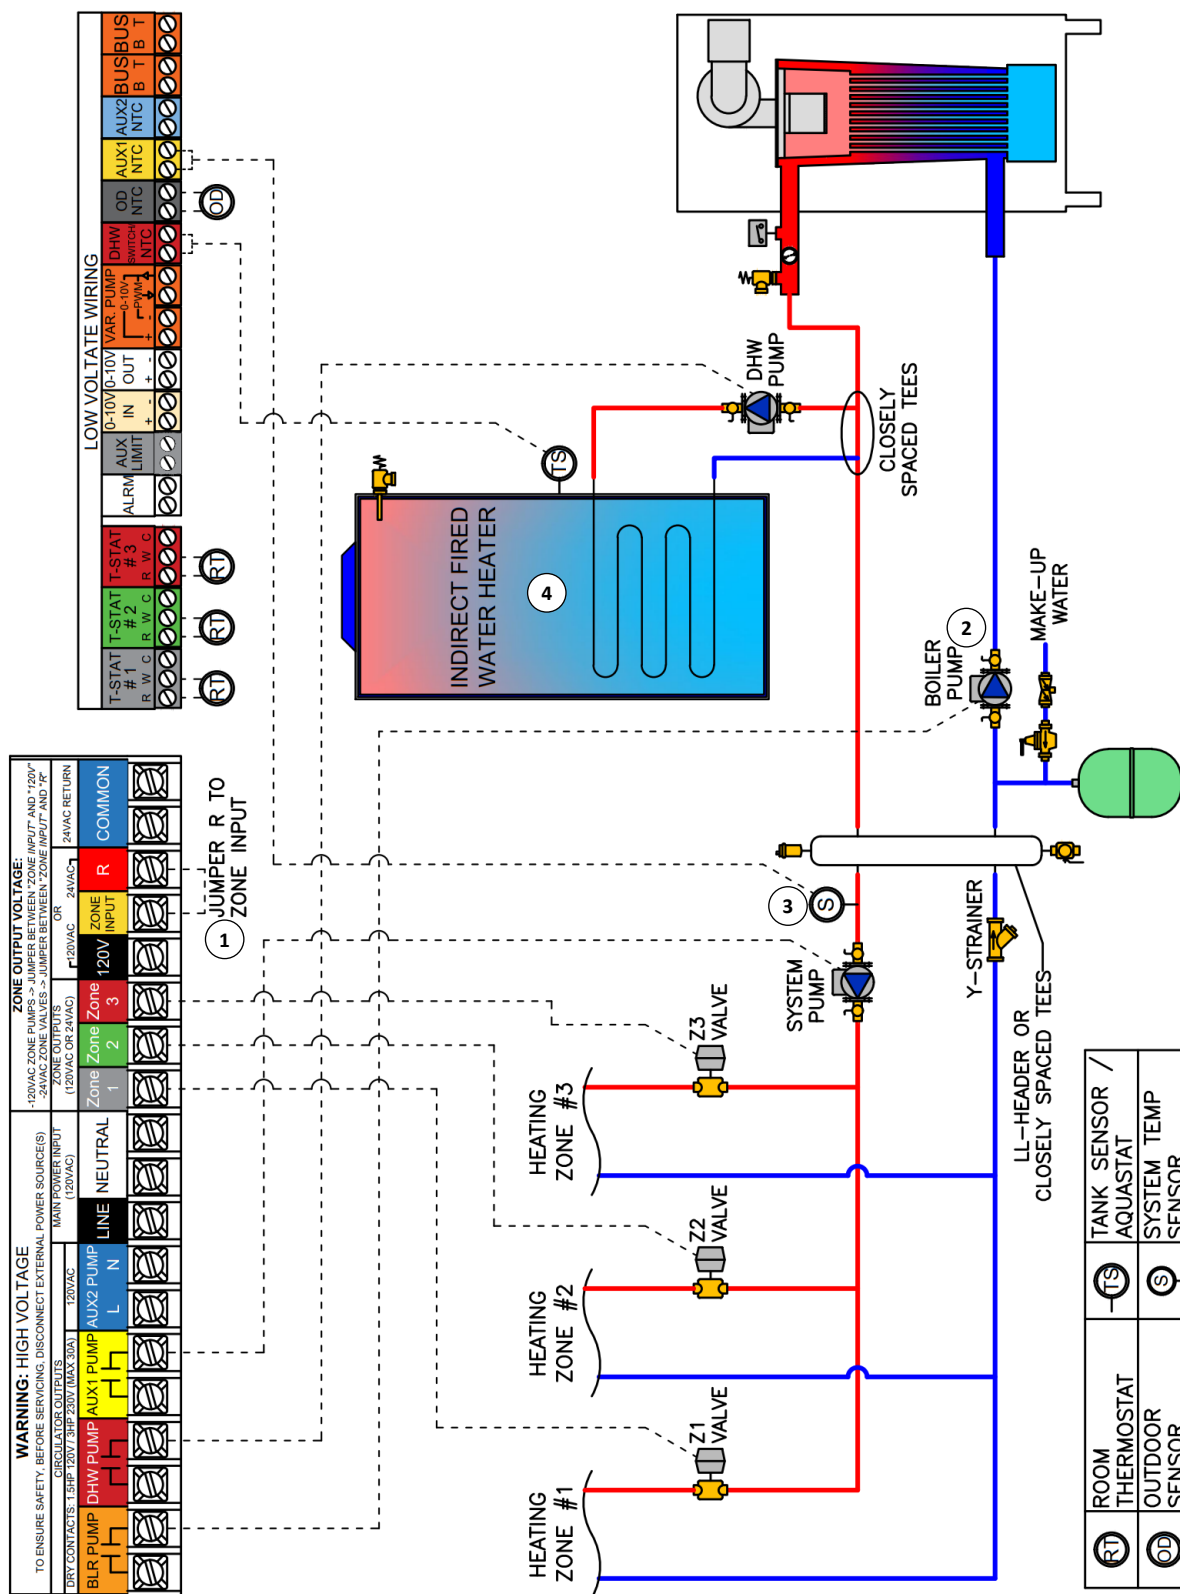 LOW VOLTATE WIRING
T-STAT
# 1
R W C
T-STAT
# 2
R W C
T-STAT
# 3
R W C
ALRM
AUX
LIMIT
0-10V
IN
+ -
0-10V
OUT
+ -
VAR. PUMP
0-10V
PWM
+ -
DHW
SWITCH/
NTC
OD
NTC
AUX1
NTC
AUX2
NTC
BUS
B T
BUS
B T
RT
RT
RT
OD
WARNING: HIGH VOLTAGE
TO ENSURE SAFETY, BEFORE SERVICING, DISCONNECT EXTERNAL POWER SOURCE(S)
ZONE OUTPUT VOLTAGE:
-120VAC ZONE PUMPS -> JUMPER BETWEEN "ZONE INPUT" AND "120V"
-24VAC ZONE VALVES -> JUMPER BETWEEN "ZONE INPUT" AND "R"
CIRCULATOR OUTPUTS
DRY CONTACTS: 1.5HP 120V / 3HP 230V (MAX 30A)
120VAC
MAIN POWER INPUT
(120VAC)
ZONE OUTPUTS
(120VAC OR 24VAC)
120VAC
OR
24VAC
24VAC RETURN
BLR PUMP
DHW PUMP
AUX1 PUMP
AUX2 PUMP
L N
LINE
NEUTRAL
Zone
1
Zone
2
Zone
3
120V
ZONE
INPUT
R
COMMON
JUMPER R TO
ZONE INPUT
1
INDIRECT FIRED
WATER HEATER
4
TS
DHW
PUMP
CLOSELY
SPACED TEES
BOILER
PUMP
2
MAKE-UP
WATER
3
S
SYSTEM
PUMP
Y-STRAINER
LL-HEADER OR
CLOSELY SPACED TEES
HEATING
ZONE #1
Z1
VALVE
HEATING
ZONE #2
Z2
VALVE
HEATING
ZONE #3
Z3
VALVE
RT
ROOM
THERMOSTAT
TS
TANK SENSOR /
AQUASTAT
OD
OUTDOOR
SENSOR
S
SYSTEM TEMP
SENSOR